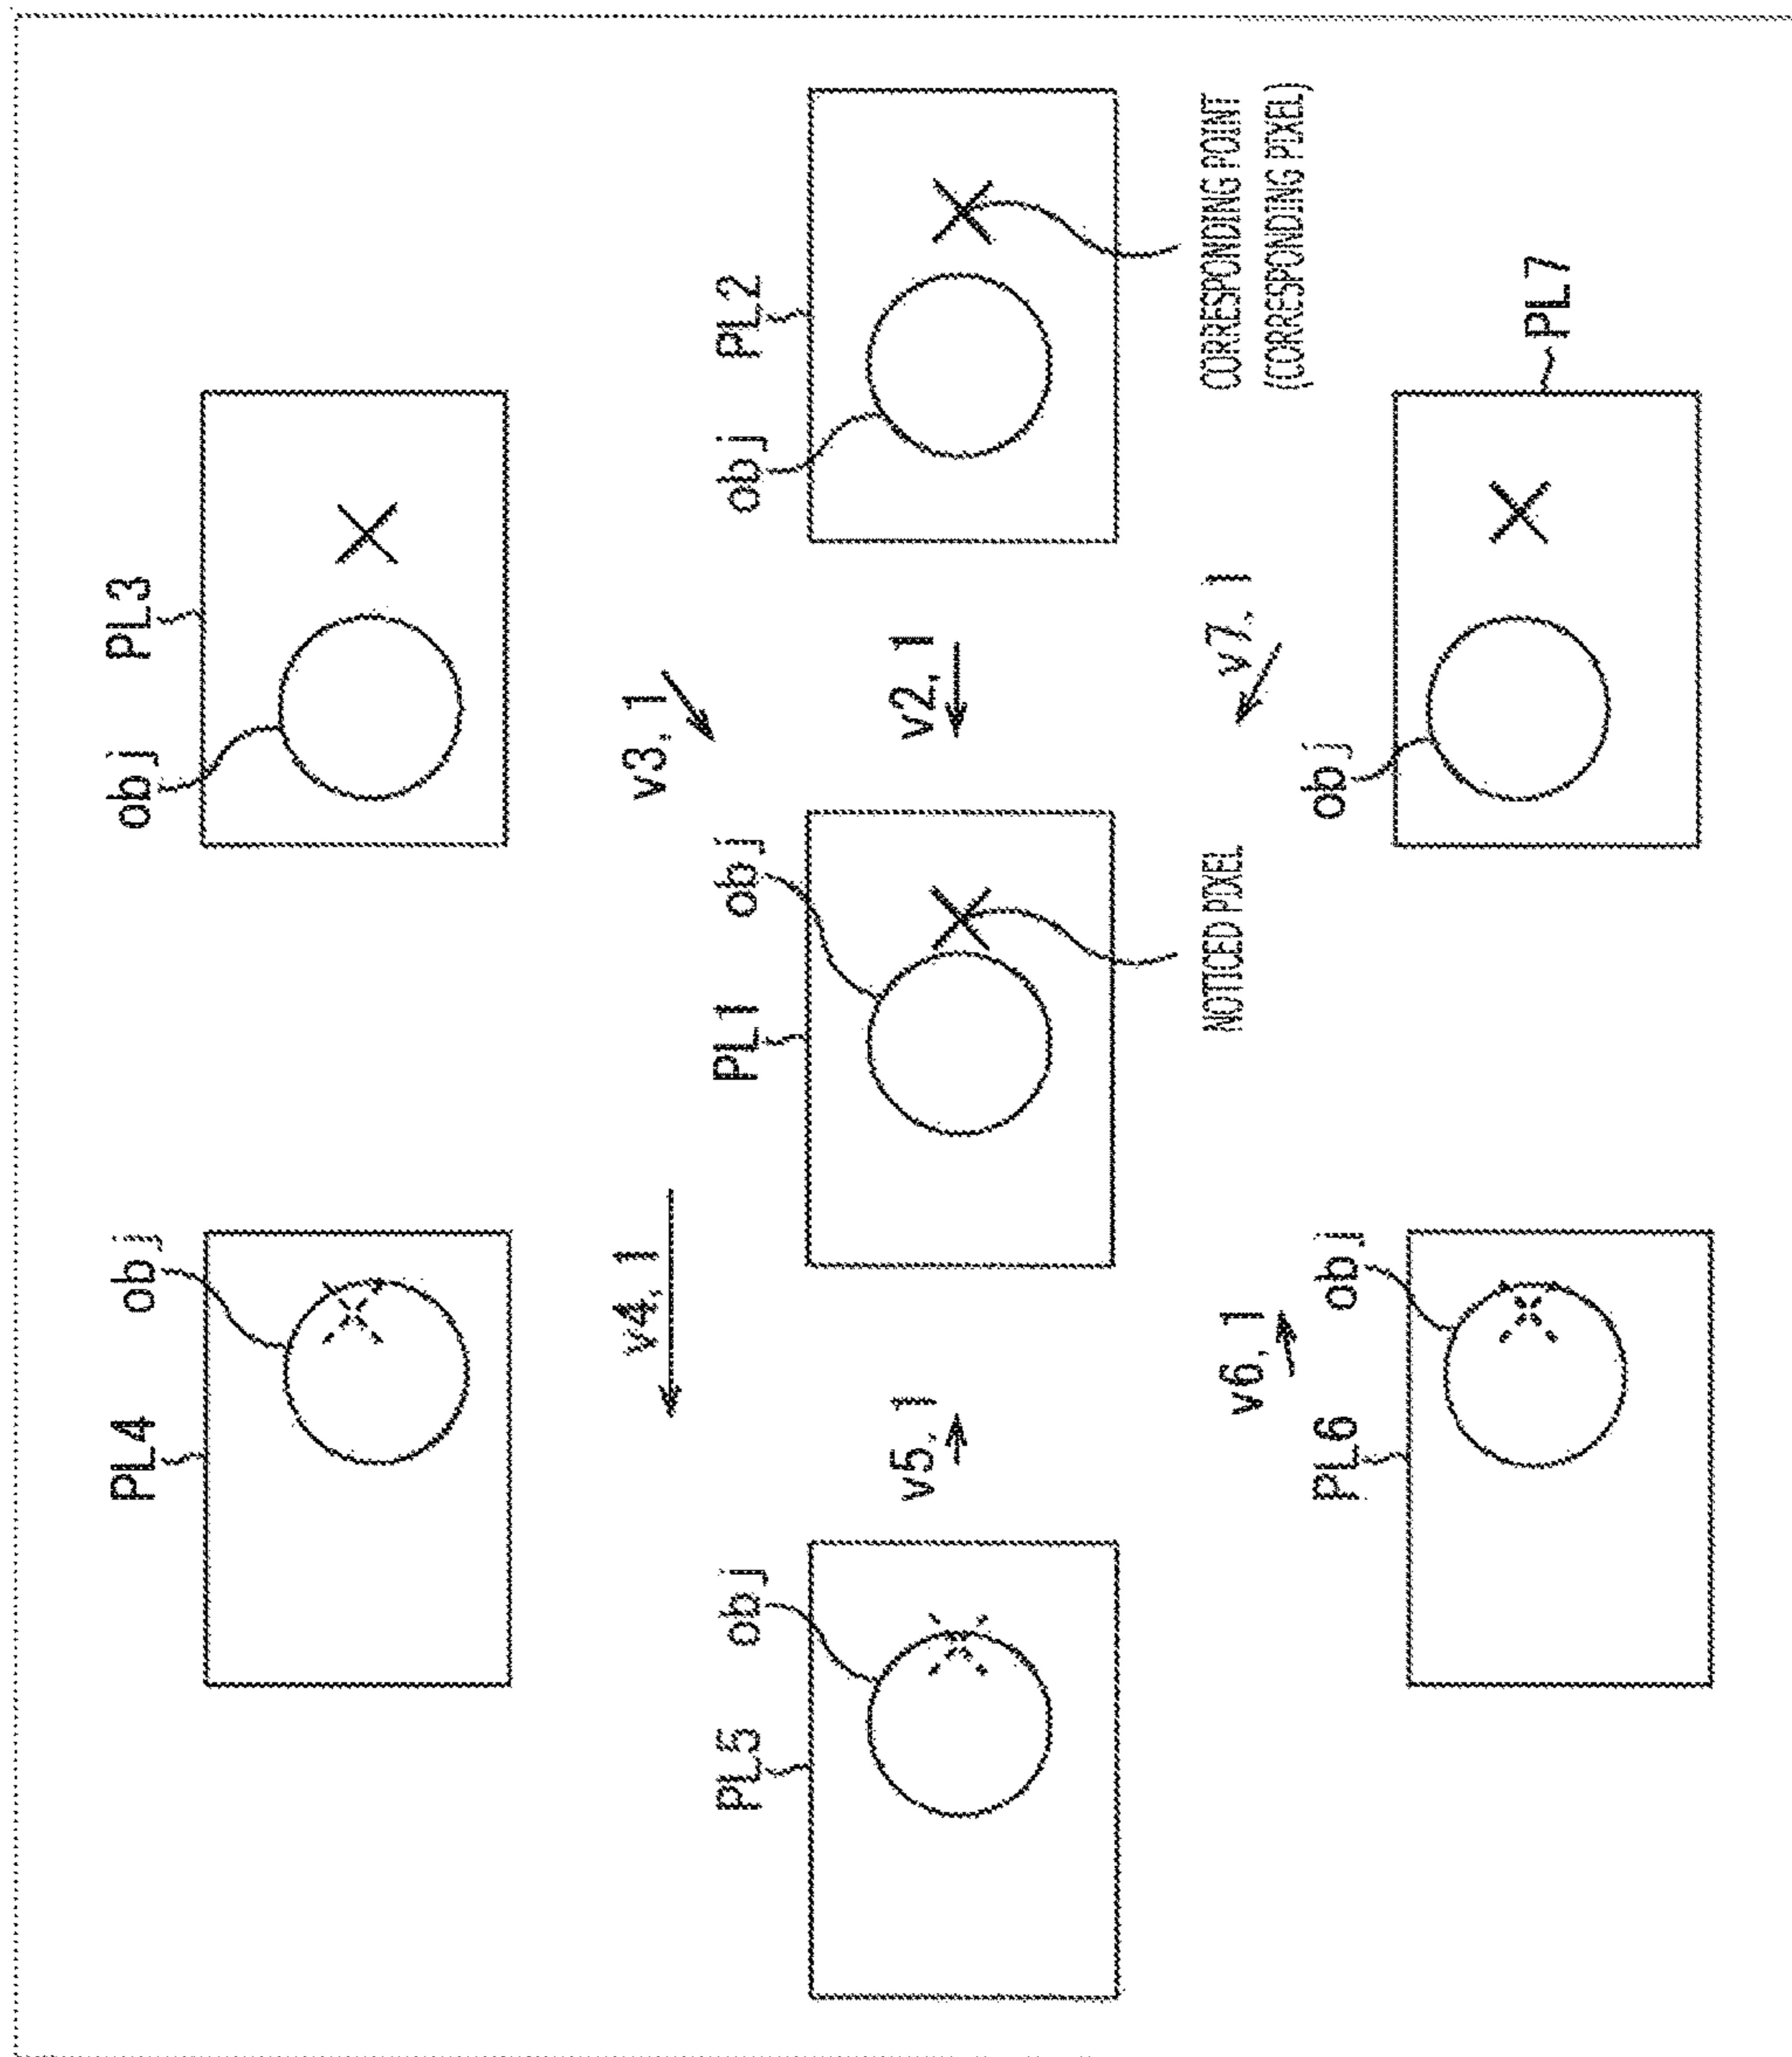 PL4
obj
PL3
obj
v4, 1
v3, 1
PL5
obj
PL1
obj
PL2
obj
v5, 1
v2, 1
NOTICED PIXEL
CORRESPONDING POINT
(CORRESPONDING PIXEL)
v6, 1
v7, 1
PL6
obj
obj
PL7